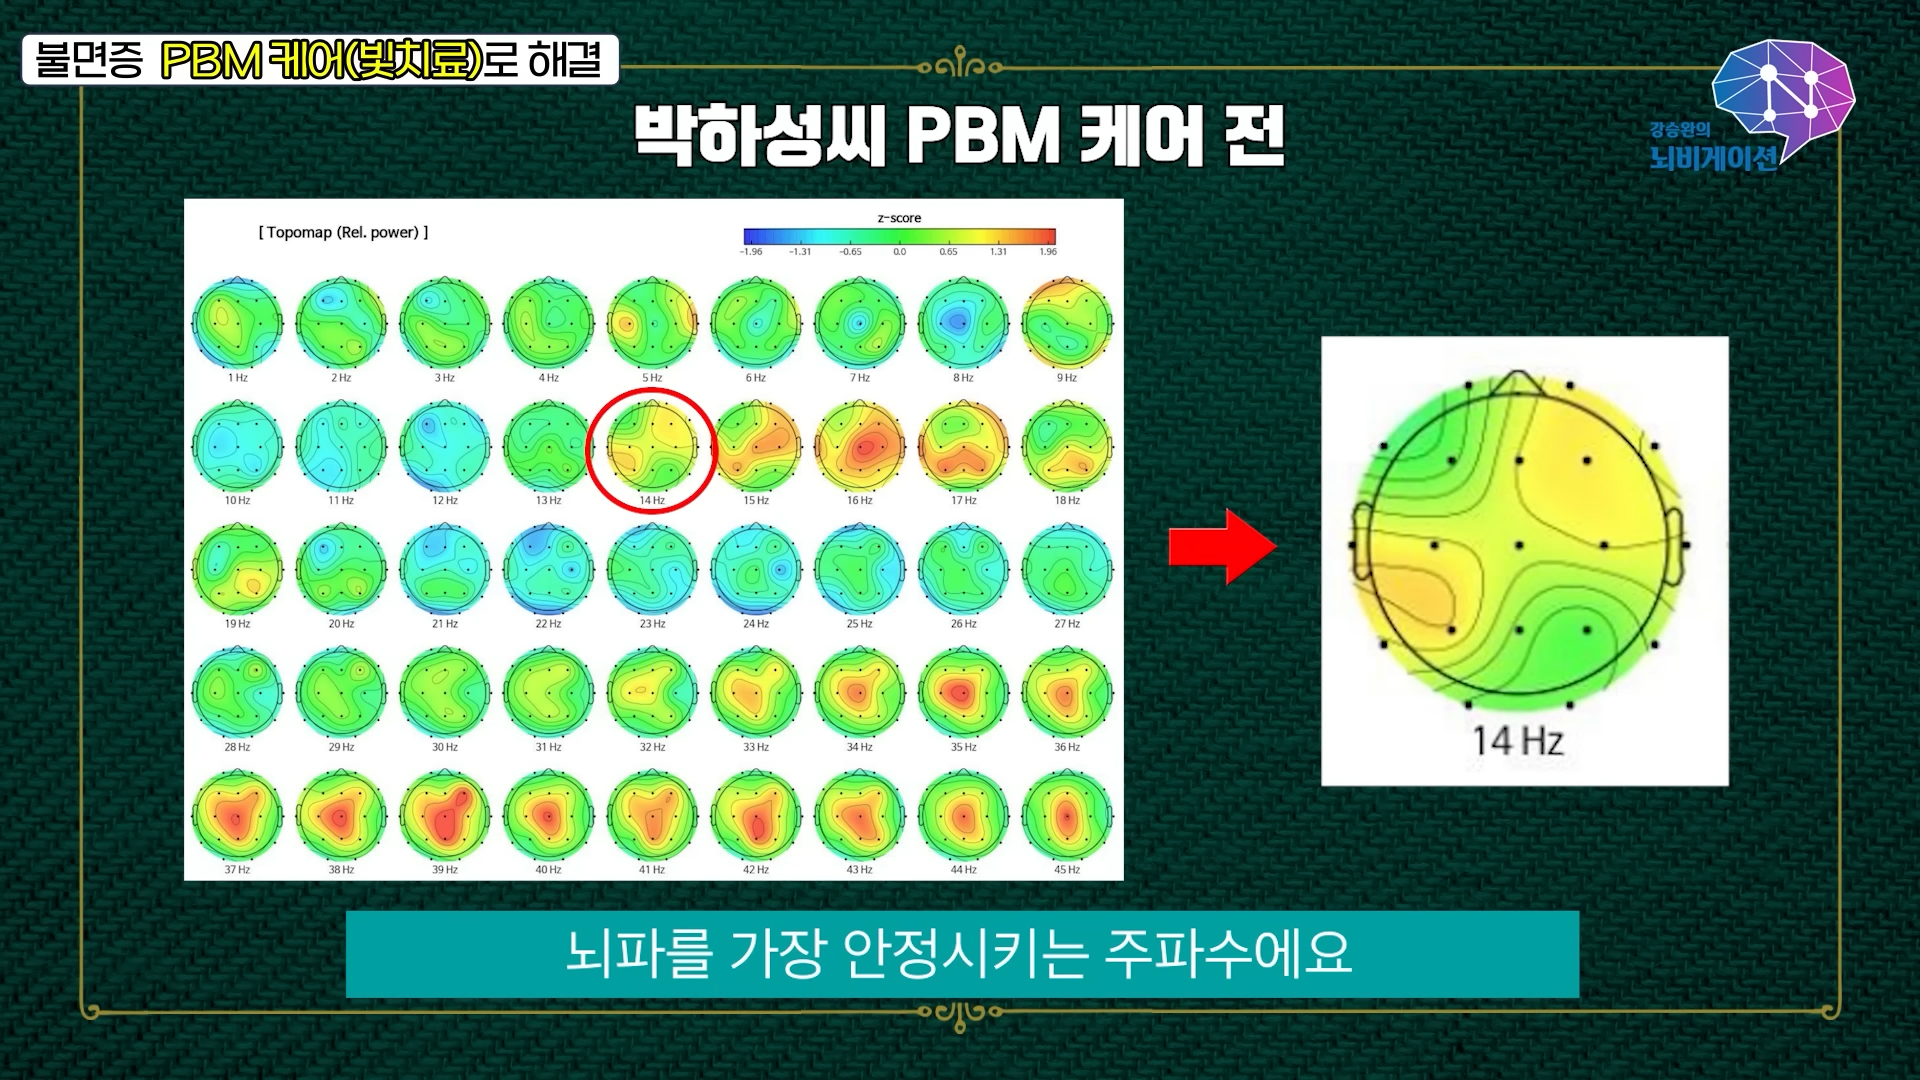 불면증 PBM 케어(빛치료)로 해결
강승완의
뇌비게이션
박하성씨 PBM 케어 전
[ Topomap (Rel. power) ]
z-score
-1.96 -1.31 -0.65 0.0 0.65 1.31 1.96
1 Hz 2 Hz 3 Hz 4 Hz 5 Hz 6 Hz 7 Hz 8 Hz 9 Hz
10 Hz 11 Hz 12 Hz 13 Hz 14 Hz 15 Hz 16 Hz 17 Hz 18 Hz
19 Hz 20 Hz 21 Hz 22 Hz 23 Hz 24 Hz 25 Hz 26 Hz 27 Hz
28 Hz 29 Hz 30 Hz 31 Hz 32 Hz 33 Hz 34 Hz 35 Hz 36 Hz
37 Hz 38 Hz 39 Hz 40 Hz 41 Hz 42 Hz 43 Hz 44 Hz 45 Hz
14 Hz
뇌파를 가장 안정시키는 주파수에요